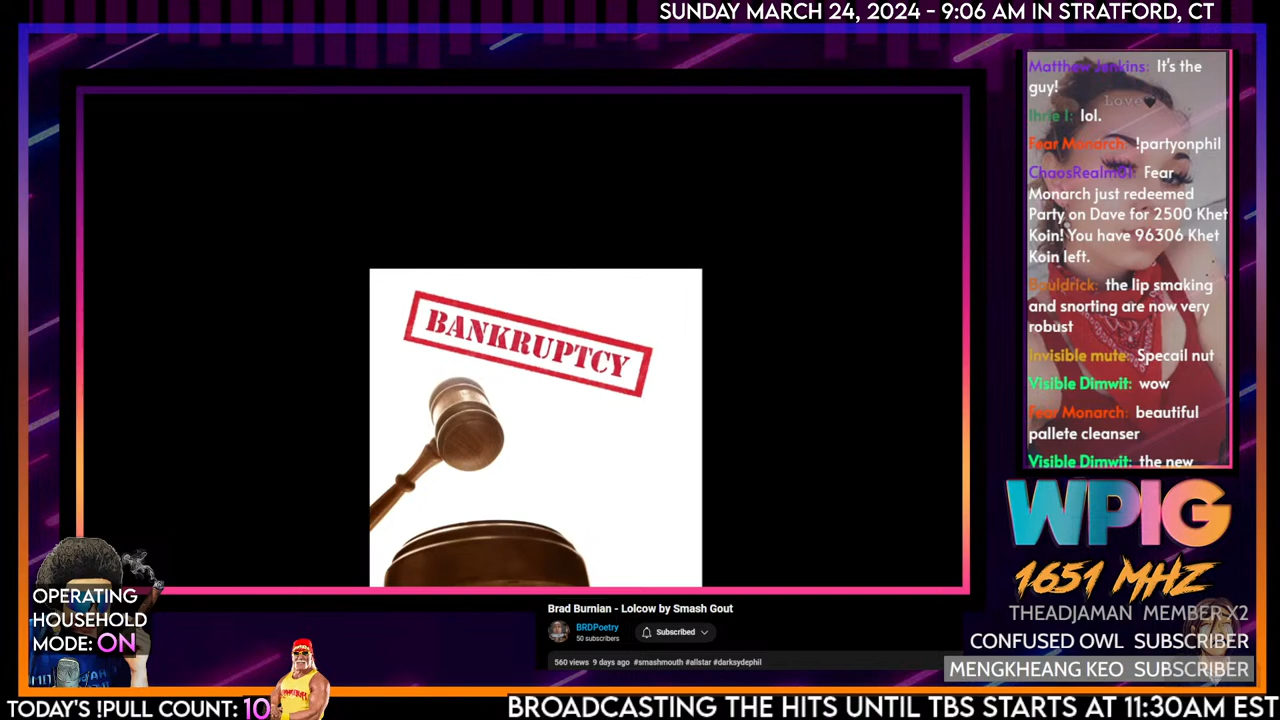 SUNDAY MARCH 24, 2024 - 9:06 AM IN STRATFORD, CT
Matthew Jenkins: It's the
guy!
Love
lol.
Fear Monarch: !partyonphil
ChaosRealm01: Fear
Monarch just redeemed
Party on Dave for 2500 Khet
Koin! You have 96306 Khet
Koin left.
Bouldrick: the lip smaking
and snorting are now very
robust
Invisible mute: Specail nut
Visible Dimwit: wow
Fear Monarch: beautiful
pallete cleanser
Visible Dimwit: the new
BANKRUPTCY
WPIG
1651 MHZ
THEADJAMAN MEMBER X2
CONFUSED OWL SUBSCRIBER
MENGKHEANG KEO SUBSCRIBER
OPERATING
HOUSEHOLD
MODE: ON
Brad Burnian - Lolcow by Smash Gout
BRDPoetry
50 subscribers
Subscribed
560 views 9 days ago #smashmouth #allstar #darksydephil
TODAY'S !PULL COUNT: 10
BROADCASTING THE HITS UNTIL TBS STARTS AT 11:30AM EST